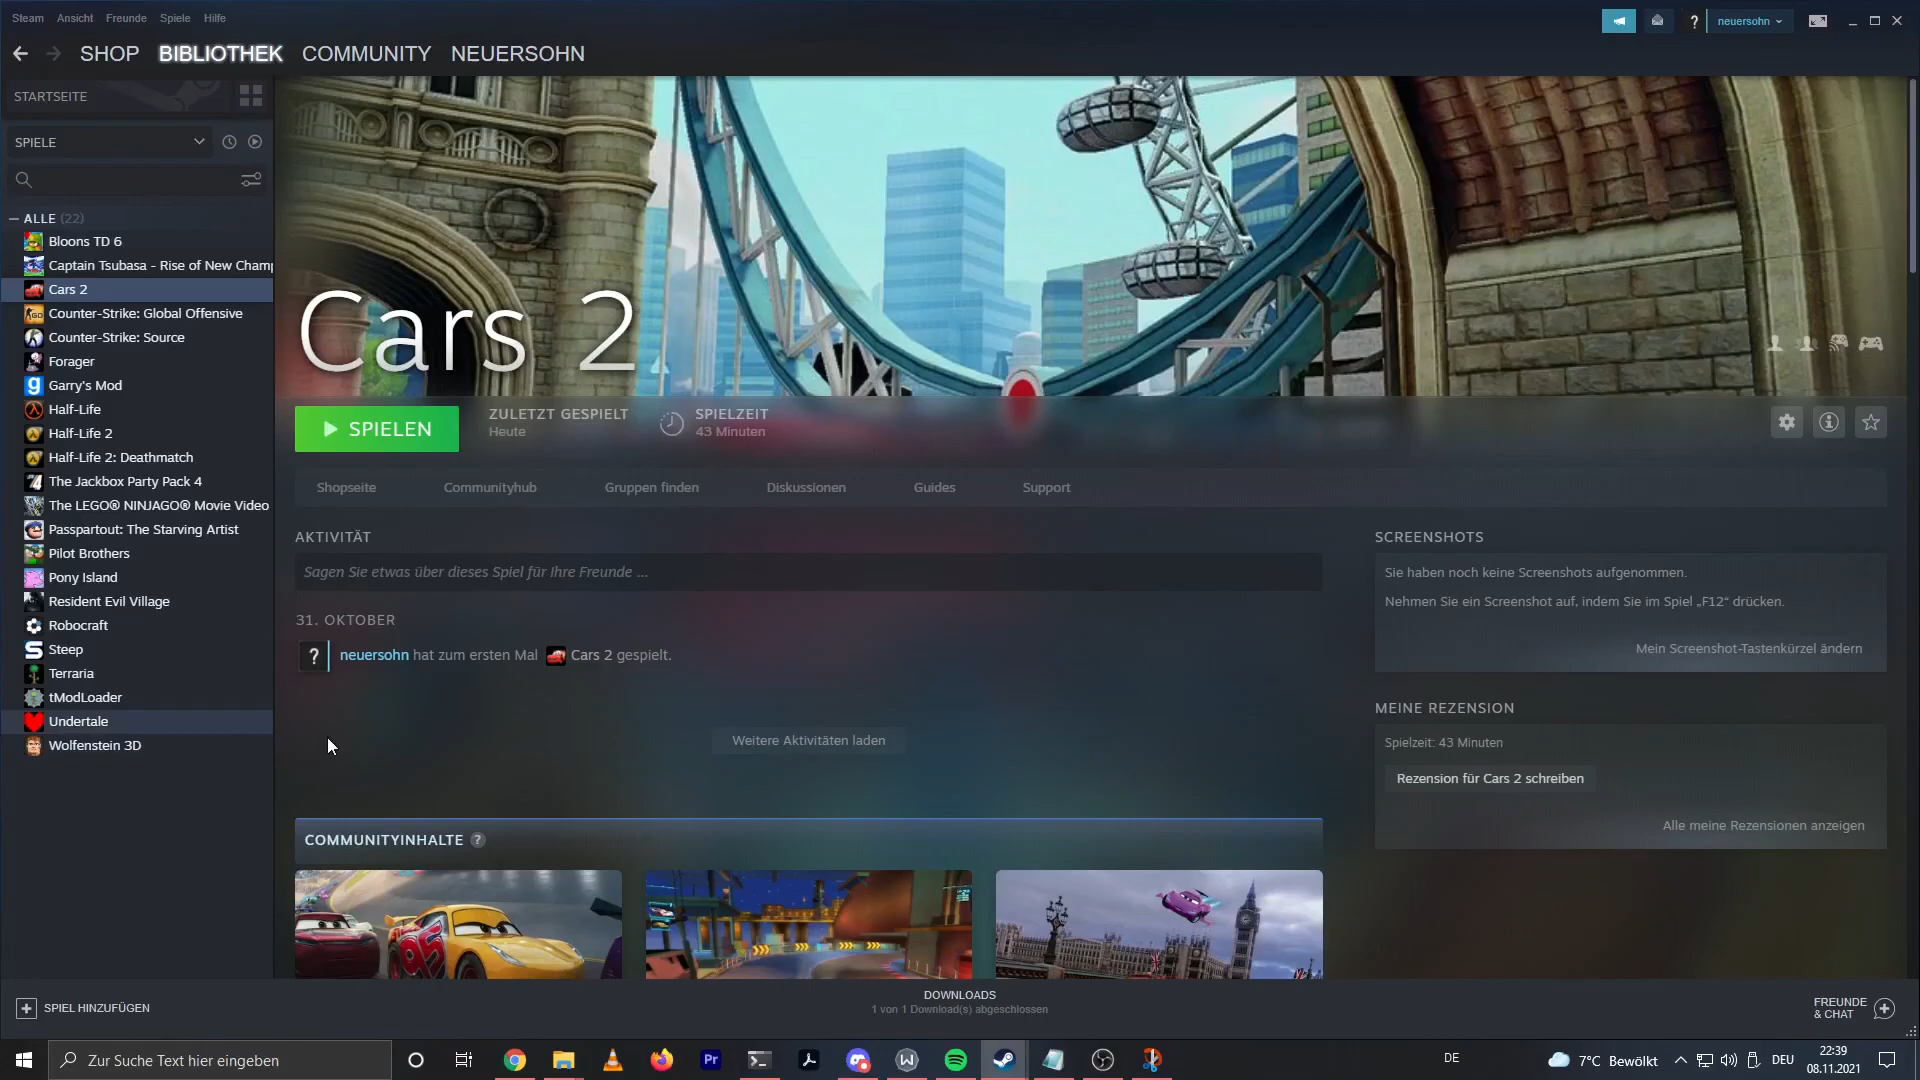 Steam Ansicht Freunde Spiele Hilfe
neuersohn
SHOP BIBLIOTHEK COMMUNITY NEUERSOHN
STARTSEITE
SPIELE
ALLE (22)
Bloons TD 6
Captain Tsubasa - Rise of New Champ
Cars 2
Counter-Strike: Global Offensive
Counter-Strike: Source
Forager
Garry's Mod
Half-Life
Half-Life 2
Half-Life 2: Deathmatch
The Jackbox Party Pack 4
The LEGO® NINJAGO® Movie Video
Passpartout: The Starving Artist
Pilot Brothers
Pony Island
Resident Evil Village
Robocraft
Steep
Terraria
tModLoader
Undertale
Wolfenstein 3D
SPIEL HINZUFÜGEN
Cars 2
SPIELEN
ZULETZT GESPIELT
Heute
SPIELZEIT
43 Minuten
Shopseite Communityhub Gruppen finden Diskussionen Guides Support
AKTIVITÄT
Sagen Sie etwas über dieses Spiel für Ihre Freunde ...
31. OKTOBER
neuersohn hat zum ersten Mal Cars 2 gespielt.
Weitere Aktivitäten laden
COMMUNITYINHALTE ?
95
SCREENSHOTS
Sie haben noch keine Screenshots aufgenommen.
Nehmen Sie ein Screenshot auf, indem Sie im Spiel „F12“ drücken.
Mein Screenshot-Tastenkürzel ändern
MEINE REZENSION
Spielzeit: 43 Minuten
Rezension für Cars 2 schreiben
Alle meine Rezensionen anzeigen
DOWNLOADS
1 von 1 Download(s) abgeschlossen
FREUNDE
& CHAT
Zur Suche Text hier eingeben
Pr
DE
7°C Bewölkt
DEU
22:39
08.11.2021